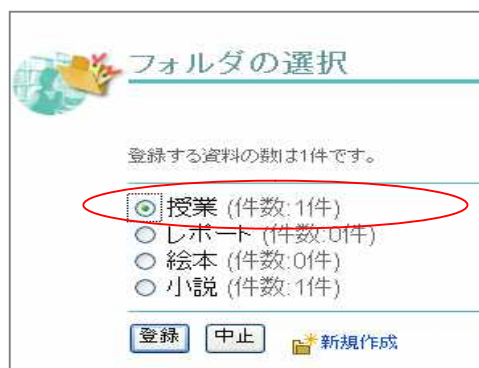 フォルダの選択
登録する資料の数は1件です。
授業 (件数:1件)
レポート (件数:0件)
絵本 (件数:0件)
小説 (件数:1件)
登録 中止 新規作成